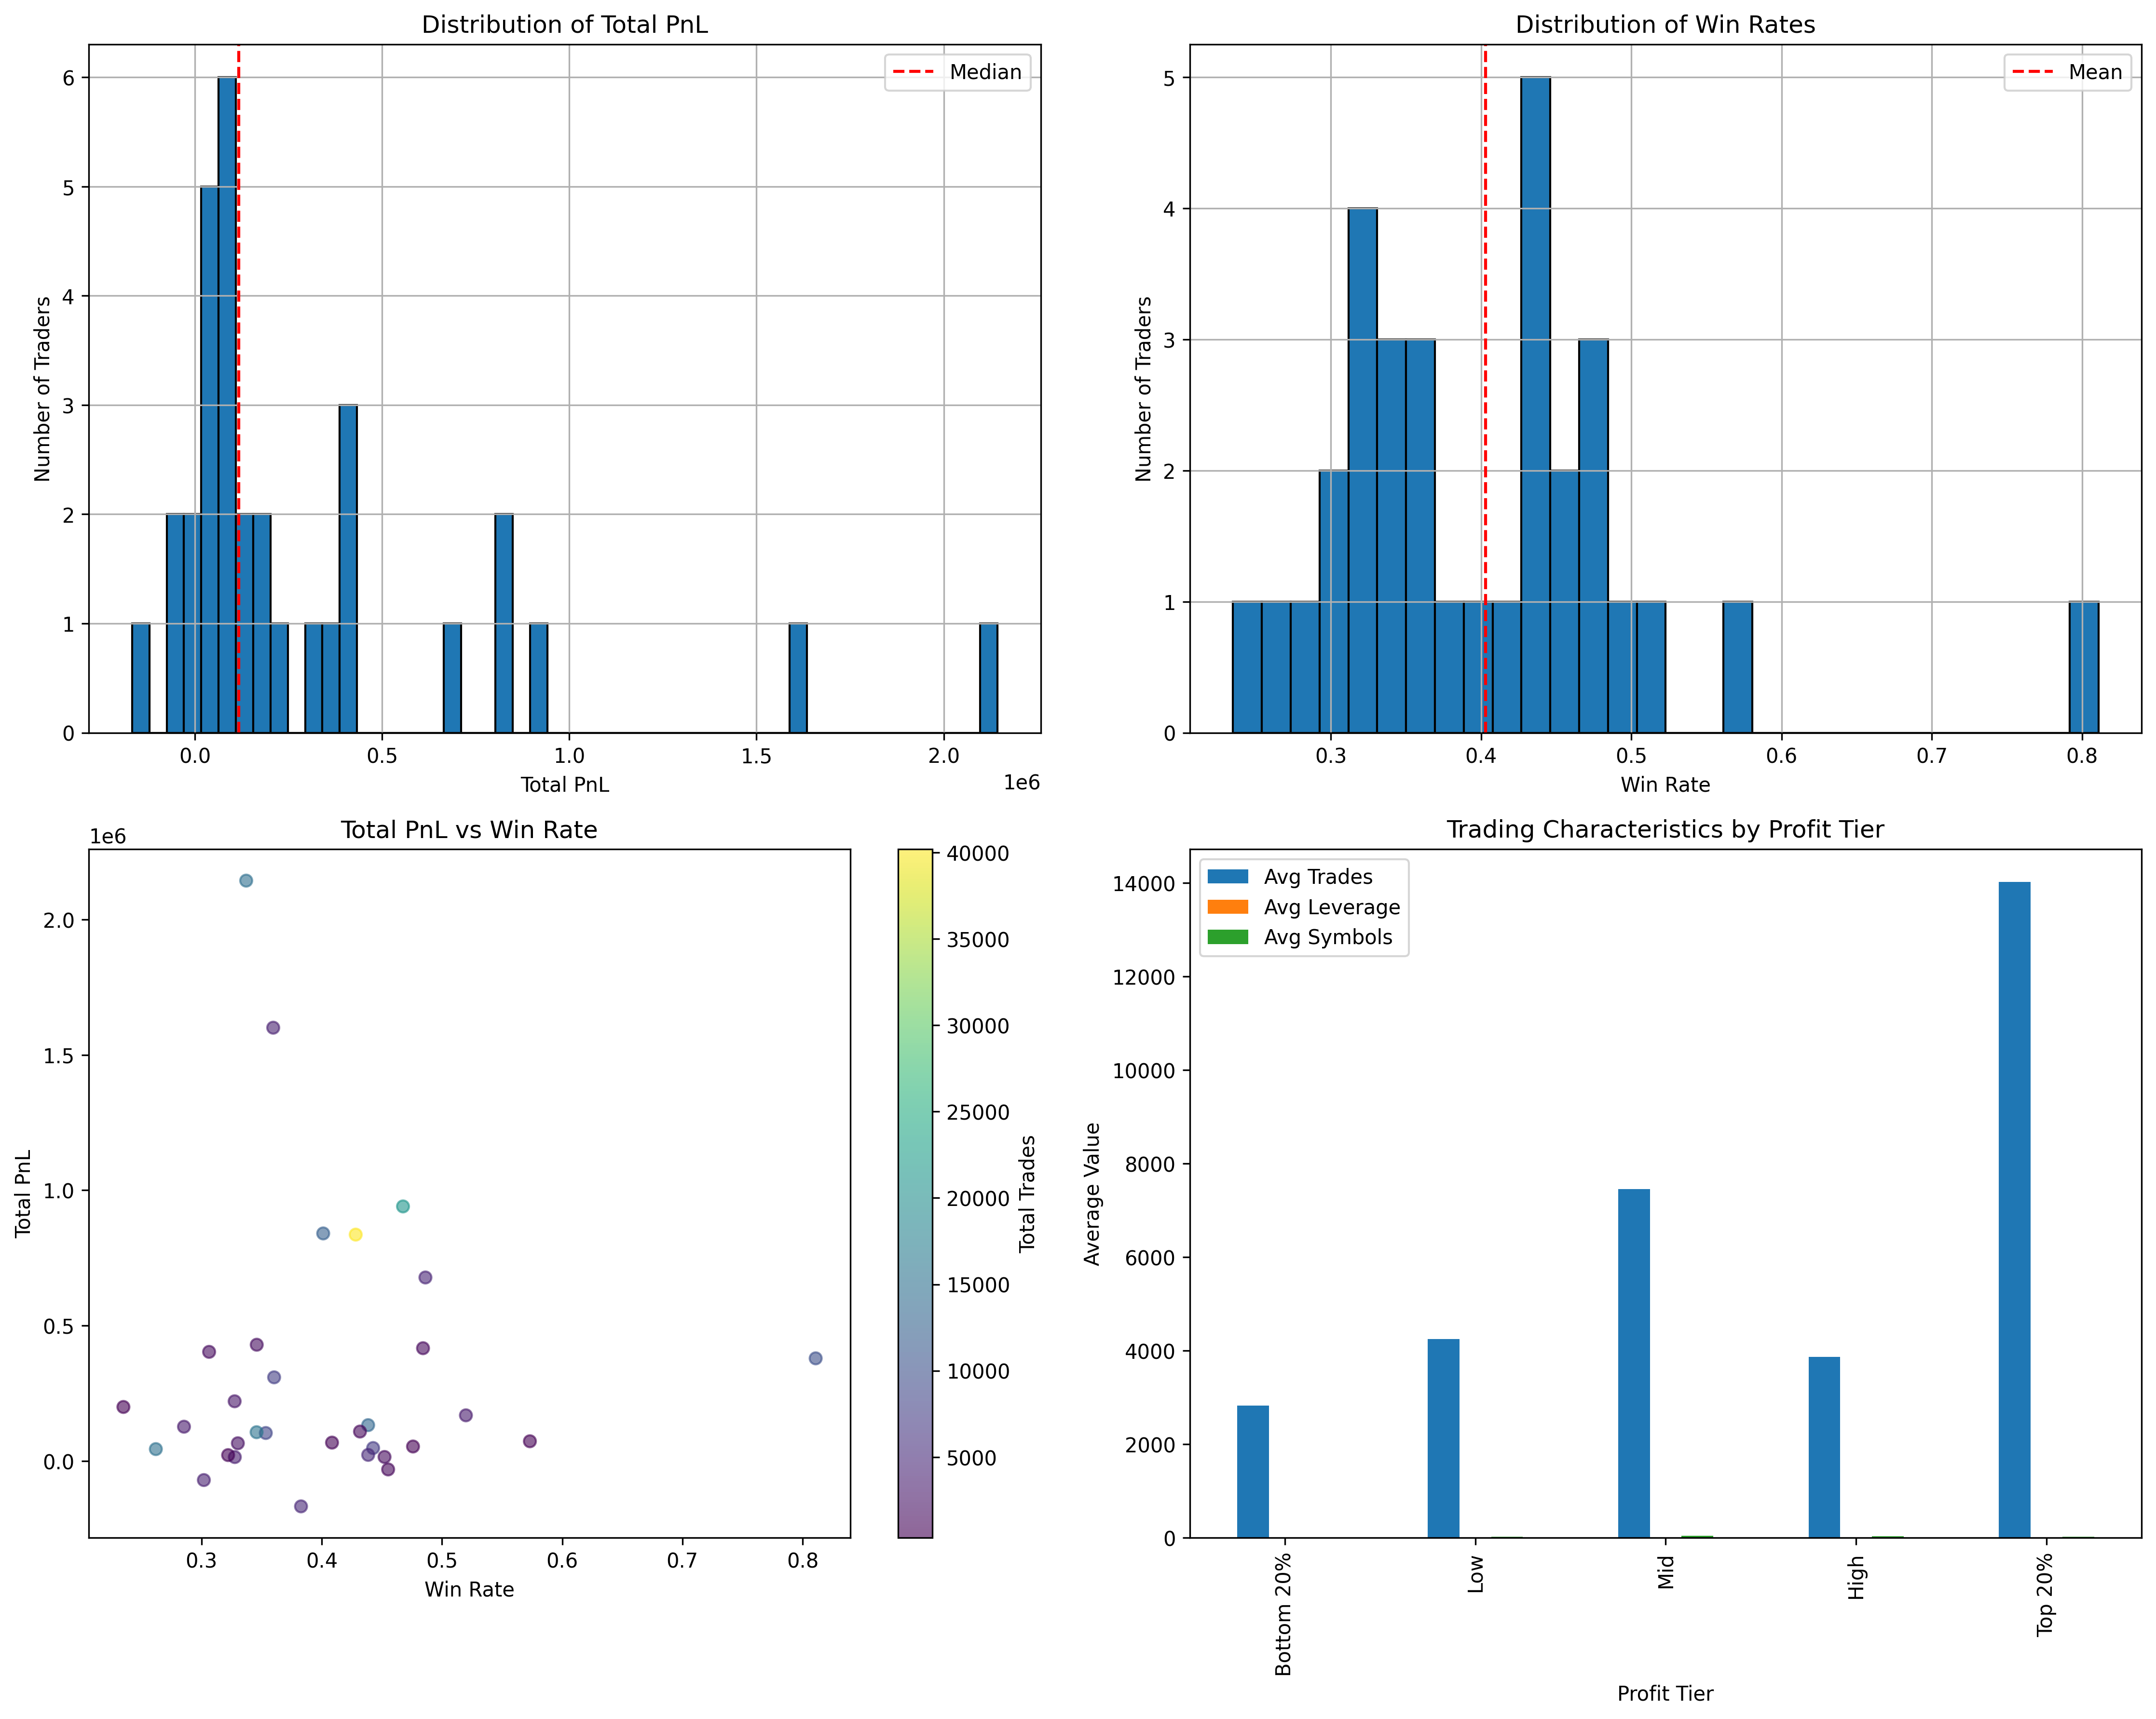 Distribution of Total PnL
Median
6
5
4
3
2
1
0
Number of Traders
0.0 0.5 1.0 1.5 2.0
1e6
Total PnL
Distribution of Win Rates
Mean
5
4
3
2
1
0
Number of Traders
0.3 0.4 0.5 0.6 0.7 0.8
Win Rate
Total PnL vs Win Rate
1e6
2.0
1.5
1.0
0.5
0.0
Total PnL
0.3 0.4 0.5 0.6 0.7 0.8
Win Rate
40000
35000
30000
25000
20000
15000
10000
5000
Total Trades
Trading Characteristics by Profit Tier
Avg Trades
Avg Leverage
Avg Symbols
14000
12000
10000
8000
6000
4000
2000
0
Average Value
Bottom 20%
Low
Mid
High
Top 20%
Profit Tier